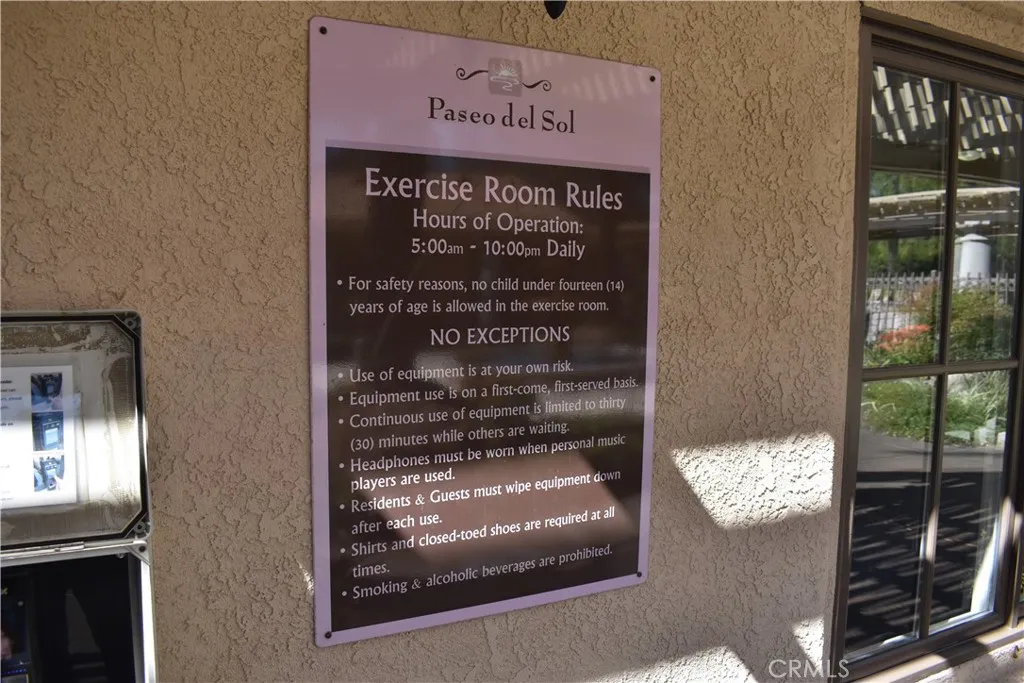 Paseo del Sol
Exercise Room Rules
Hours of Operation:
5:00am - 10:00pm Daily
• For safety reasons, no child under fourteen (14)
years of age is allowed in the exercise room.
NO EXCEPTIONS
• Use of equipment is at your own risk.
• Equipment use is on a first-come, first-served basis.
• Continuous use of equipment is limited to thirty
(30) minutes while others are waiting.
• Headphones must be worn when personal music
players are used.
• Residents & Guests must wipe equipment down
after each use.
• Shirts and closed-toed shoes are required at all
times.
• Smoking & alcoholic beverages are prohibited.
CRMLS